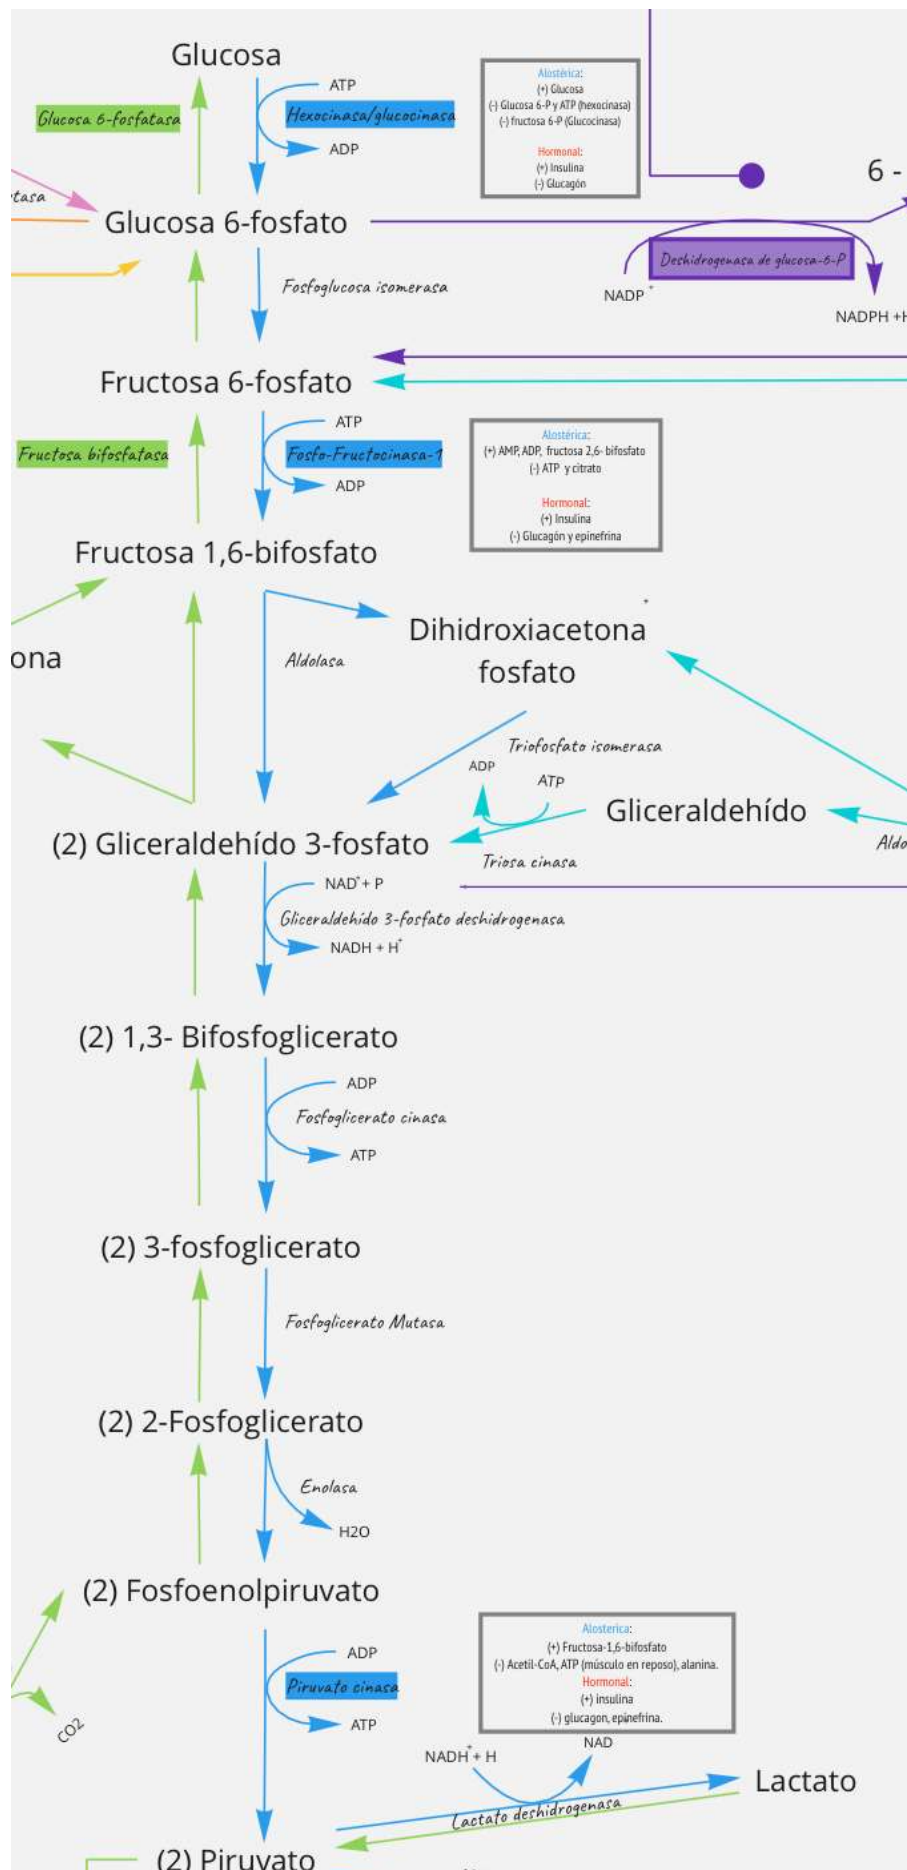 Glucosa
ATP
Glucosa 6-fosfatasa
Hexocinasa/glucocinasa
ADP
Alostérica:
(+) Glucosa
(-) Glucosa 6-P y ATP (hexocinasa)
(-) fructosa 6-P (Glucocinasa)
Hormonal:
(+) Insulina
(-) Glucagón
6 -
tasa
Glucosa 6-fosfato
Deshidrogenasa de glucosa-6-P
Fosfoglucosa isomerasa
NADP +
NADPH +H
Fructosa 6-fosfato
ATP
Fructosa bifosfatasa
Fosfo-Fructocinasa-1
ADP
Alostérica:
(+) AMP, ADP, fructosa 2,6- bifosfato
(-) ATP y citrato
Hormonal:
(+) Insulina
(-) Glucagón y epinefrina
Fructosa 1,6-bifosfato
+
Dihidroxiacetona
fosfato
ona
Aldolasa
Triofosfato isomerasa
ADP
ATP
Gliceraldehído
(2) Gliceraldehído 3-fosfato
Aldo
Triosa cinasa
NAD+ + P
Gliceraldehido 3-fosfato deshidrogenasa
NADH + H+
(2) 1,3- Bifosfoglicerato
ADP
Fosfoglicerato cinasa
ATP
(2) 3-fosfoglicerato
Fosfoglicerato Mutasa
(2) 2-Fosfoglicerato
Enolasa
H2O
(2) Fosfoenolpiruvato
Alosterica:
(+) Fructosa-1,6-bifosfato
(-) Acetil-CoA, ATP (músculo en reposo), alanina.
Hormonal:
(+) insulina
(-) glucagon, epinefrina.
ADP
Piruvato cinasa
ATP
CO2
NADH + H+
NAD
Lactato
Lactato deshidrogenasa
(2) Piruvato